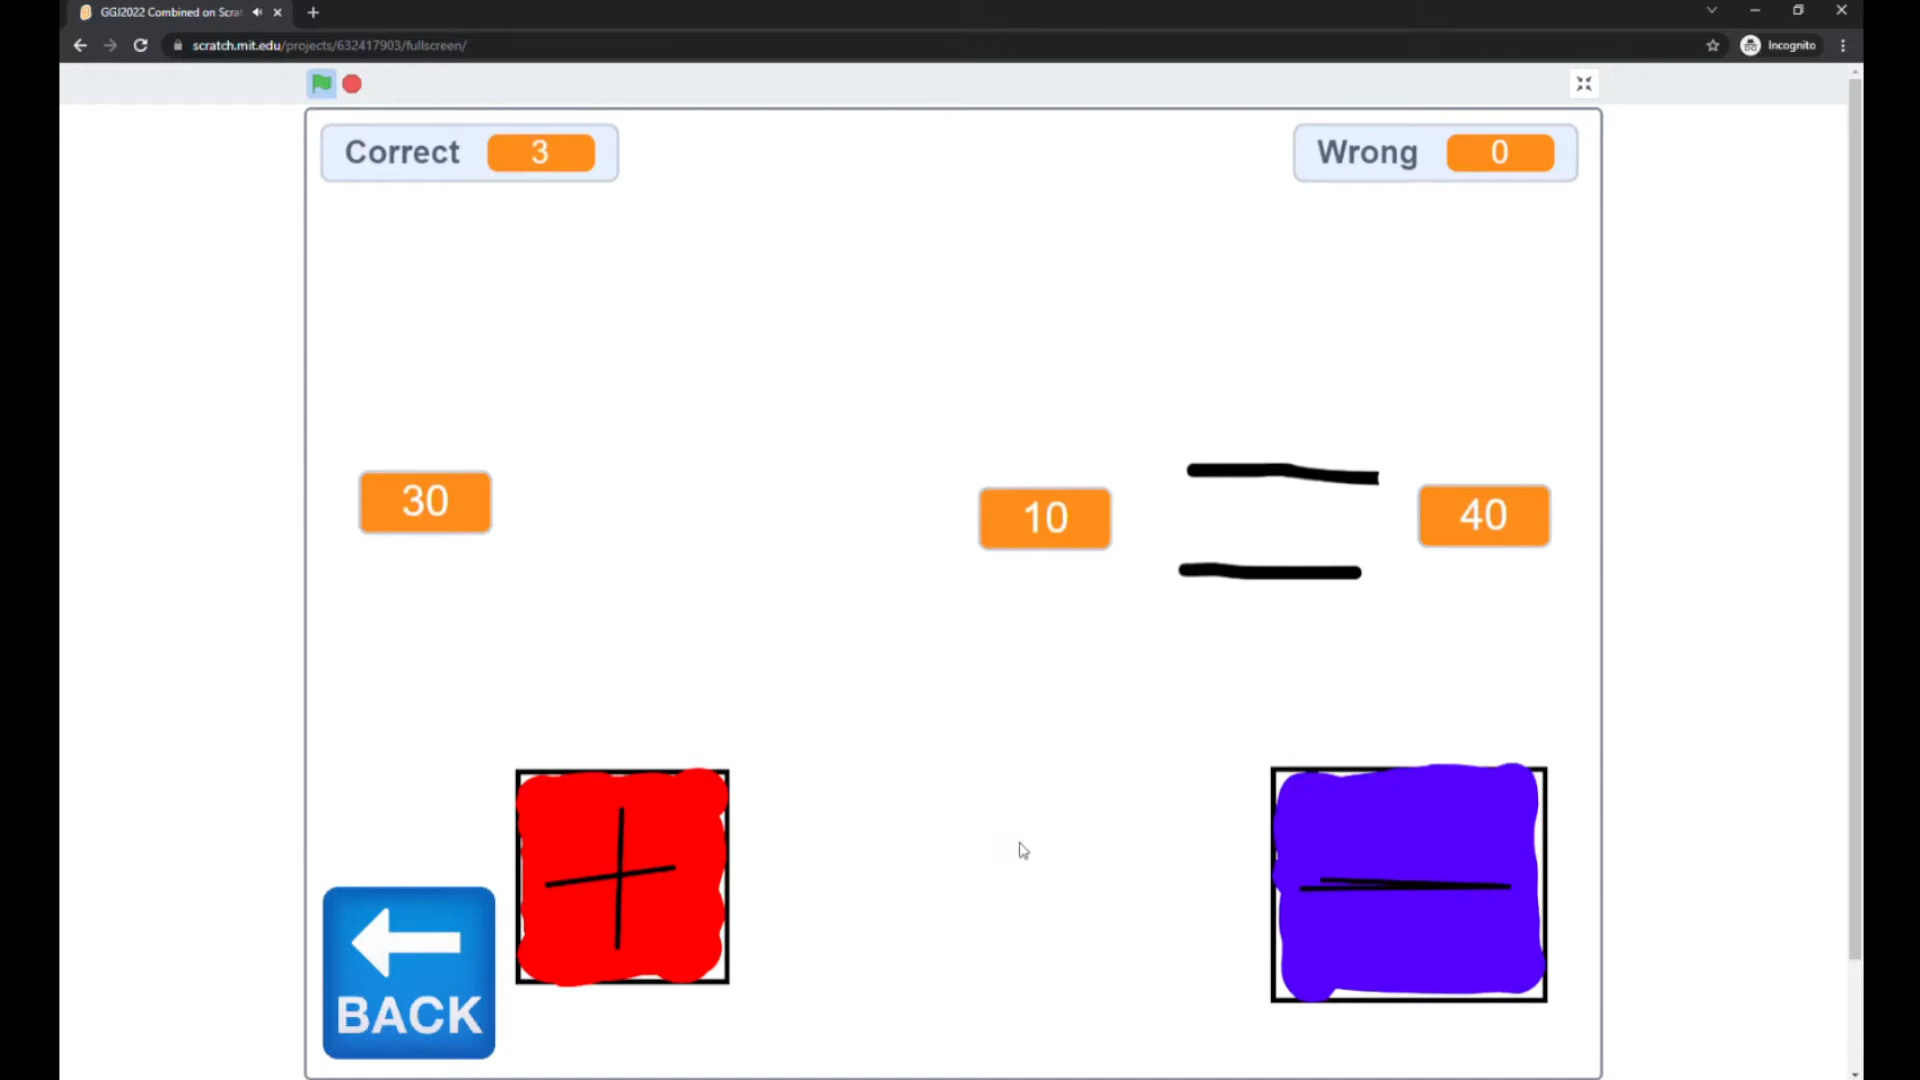 GGJ2022 Combined on Scrat
scratch.mit.edu/projects/632417903/fullscreen/
Incognito
Correct 3
Wrong 0
30
10
=
40
+
−
BACK